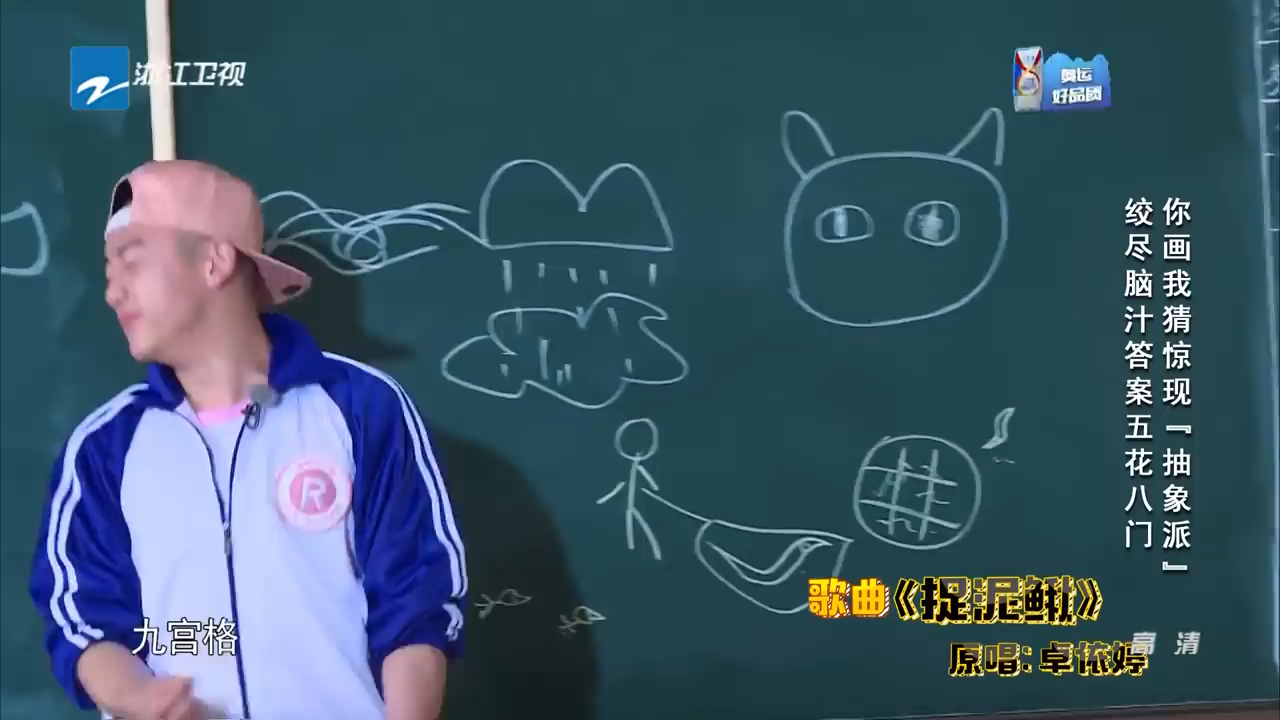 浙江卫视
奥运
好品质
你画我猜惊现『抽象派』
绞尽脑汁答案五花八门
R
歌曲《捉泥鳅》
原唱：卓依婷
高清
九宫格